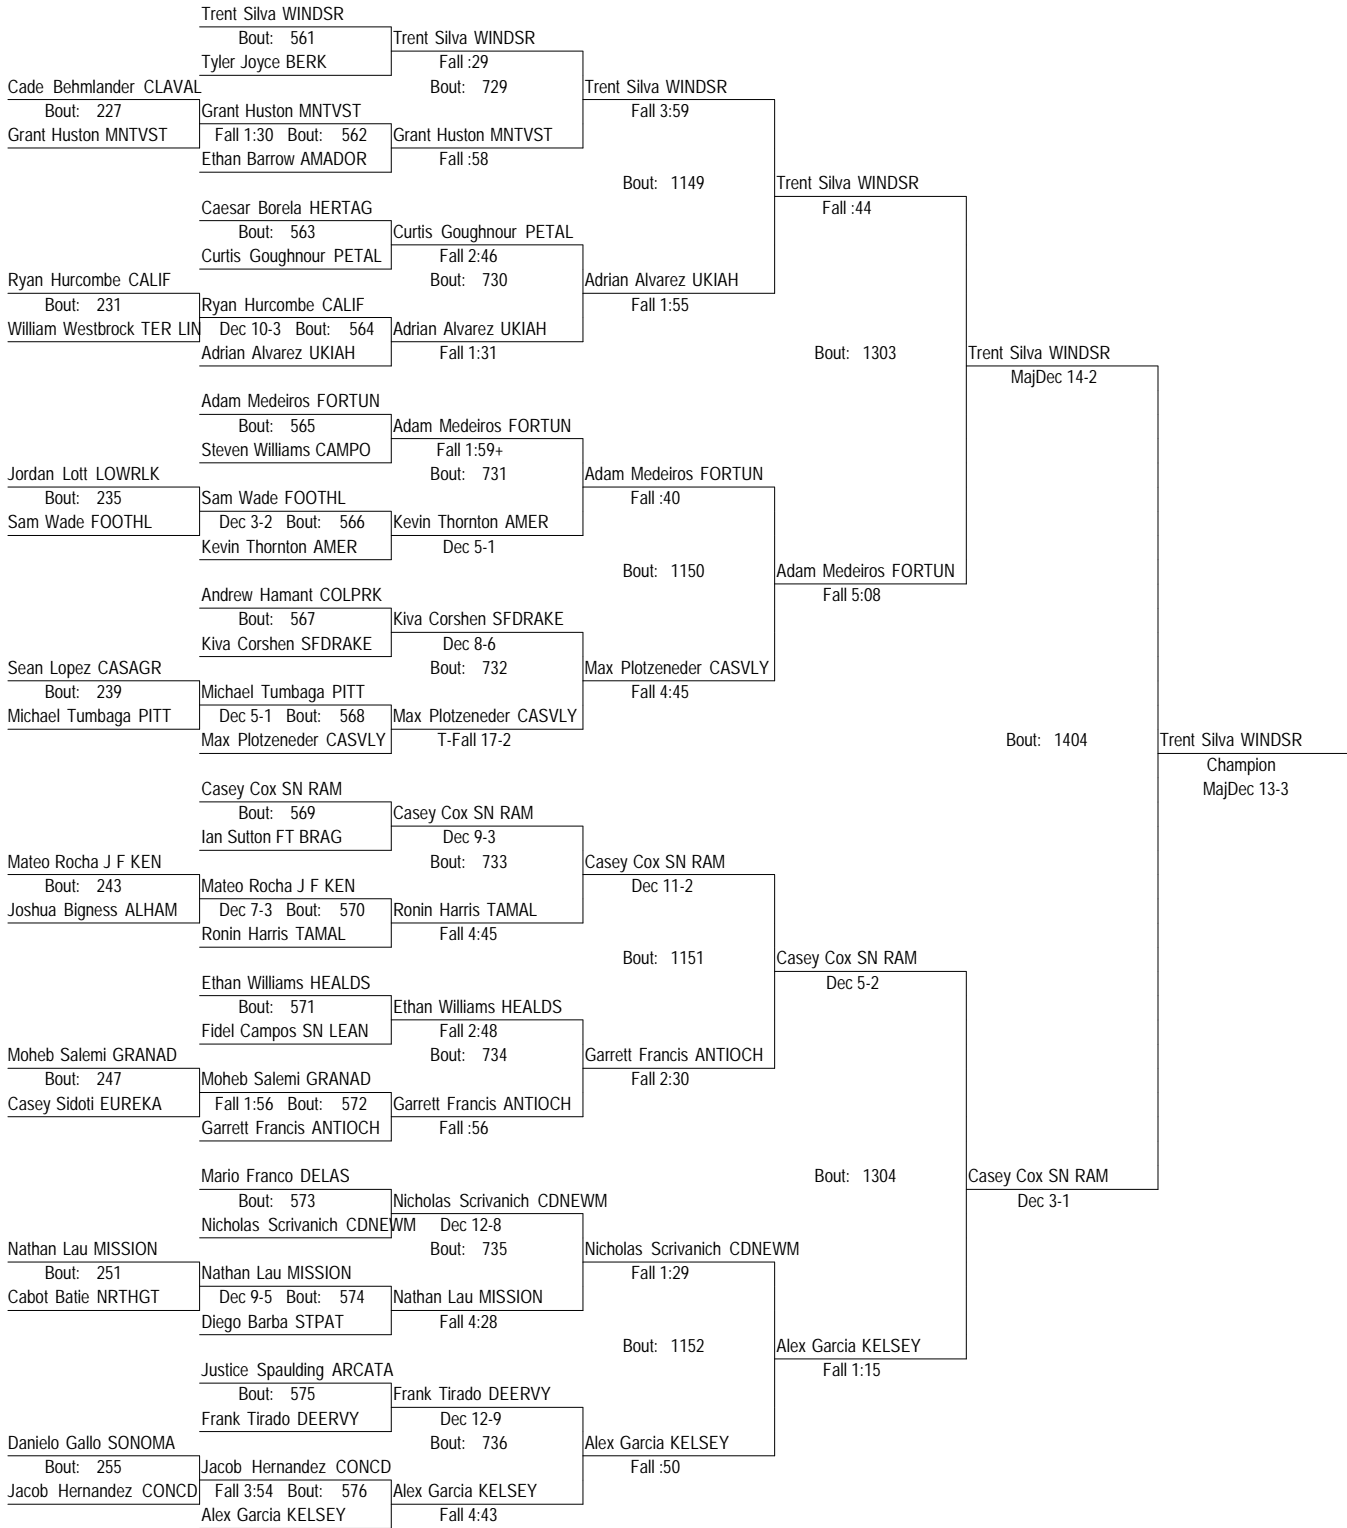 Trent Silva WINDSR
Bout: 561 Trent Silva WINDSR
Tyler Joyce BERK Fall :29
Cade Behmlander CLAVAL Bout: 729 Trent Silva WINDSR
Bout: 227 Grant Huston MNTVST Fall 3:59
Grant Huston MNTVST Fall 1:30 Bout: 562 Grant Huston MNTVST
Ethan Barrow AMADOR Fall :58
Bout: 1149 Trent Silva WINDSR
Caesar Borela HERTAG Fall :44
Bout: 563 Curtis Goughnour PETAL
Curtis Goughnour PETAL Fall 2:46
Ryan Hurcombe CALIF Bout: 730 Adrian Alvarez UKIAH
Bout: 231 Ryan Hurcombe CALIF Fall 1:55
William Westbrock TER LIN Dec 10-3 Bout: 564 Adrian Alvarez UKIAH
Adrian Alvarez UKIAH Fall 1:31 Bout: 1303 Trent Silva WINDSR
MajDec 14-2
Adam Medeiros FORTUN
Bout: 565 Adam Medeiros FORTUN
Steven Williams CAMPO Fall 1:59+
Jordan Lott LOWRLK Bout: 731 Adam Medeiros FORTUN
Bout: 235 Sam Wade FOOTHL Fall :40
Sam Wade FOOTHL Dec 3-2 Bout: 566 Kevin Thornton AMER
Kevin Thornton AMER Dec 5-1
Bout: 1150 Adam Medeiros FORTUN
Andrew Hamant COLPRK Fall 5:08
Bout: 567 Kiva Corshen SFDRAKE
Kiva Corshen SFDRAKE Dec 8-6
Sean Lopez CASAGR Bout: 732 Max Plotzeneder CASVLY
Bout: 239 Michael Tumbaga PITT Fall 4:45
Michael Tumbaga PITT Dec 5-1 Bout: 568 Max Plotzeneder CASVLY
Max Plotzeneder CASVLY T-Fall 17-2 Bout: 1404 Trent Silva WINDSR
Champion
Casey Cox SN RAM MajDec 13-3
Bout: 569 Casey Cox SN RAM
Ian Sutton FT BRAG Dec 9-3
Mateo Rocha J F KEN Bout: 733 Casey Cox SN RAM
Bout: 243 Mateo Rocha J F KEN Dec 11-2
Joshua Bigness ALHAM Dec 7-3 Bout: 570 Ronin Harris TAMAL
Ronin Harris TAMAL Fall 4:45
Bout: 1151 Casey Cox SN RAM
Ethan Williams HEALDS Dec 5-2
Bout: 571 Ethan Williams HEALDS
Fidel Campos SN LEAN Fall 2:48
Moheb Salemi GRANAD Bout: 734 Garrett Francis ANTIOCH
Bout: 247 Moheb Salemi GRANAD Fall 2:30
Casey Sidoti EUREKA Fall 1:56 Bout: 572 Garrett Francis ANTIOCH
Garrett Francis ANTIOCH Fall :56
Mario Franco DELAS Bout: 1304 Casey Cox SN RAM
Bout: 573 Nicholas Scrivanich CDNEWM Dec 3-1
Nicholas Scrivanich CDNEWM Dec 12-8
Nathan Lau MISSION Bout: 735 Nicholas Scrivanich CDNEWM
Bout: 251 Nathan Lau MISSION Fall 1:29
Cabot Batie NRTHGT Dec 9-5 Bout: 574 Nathan Lau MISSION
Diego Barba STPAT Fall 4:28
Bout: 1152 Alex Garcia KELSEY
Justice Spaulding ARCATA Fall 1:15
Bout: 575 Frank Tirado DEERVY
Frank Tirado DEERVY Dec 12-9
Danielo Gallo SONOMA Bout: 736 Alex Garcia KELSEY
Bout: 255 Jacob Hernandez CONCD Fall :50
Jacob Hernandez CONCD Fall 3:54 Bout: 576 Alex Garcia KELSEY
Alex Garcia KELSEY Fall 4:43